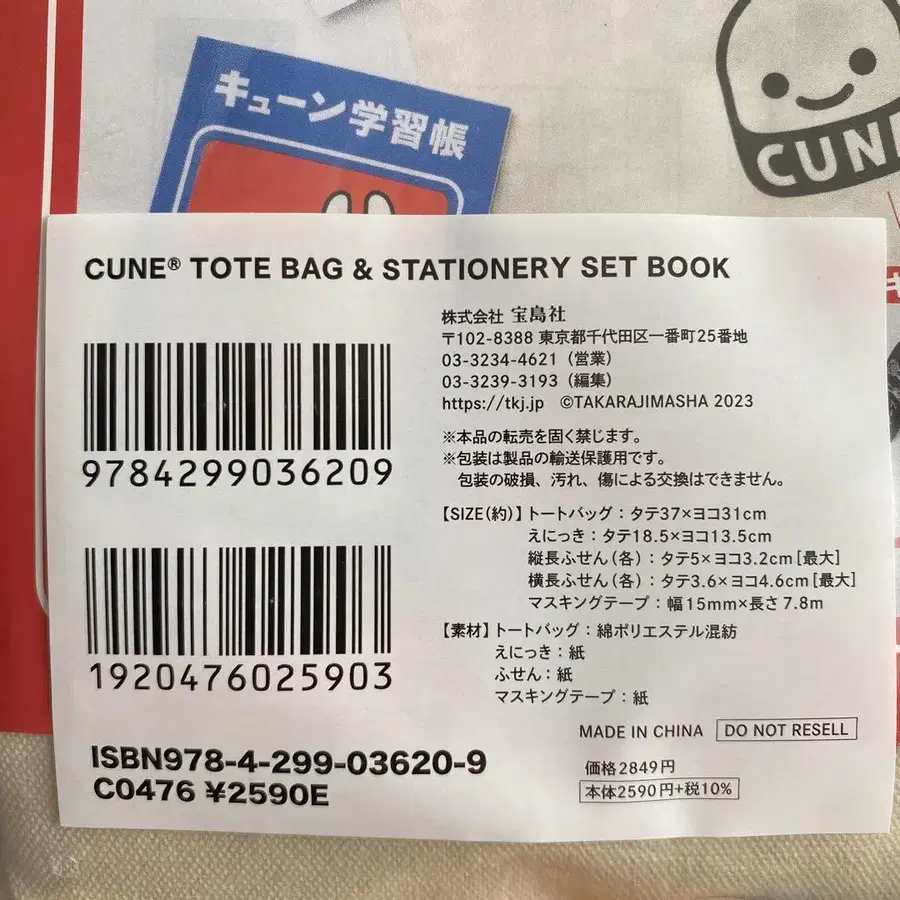 キューン学習帳
CUNE
CUNE® TOTE BAG & STATIONERY SET BOOK
9784299036209
1920476025903
ISBN978-4-299-03620-9
C0476 ¥2590E
株式会社 宝島社
〒102-8388 東京都千代田区一番町25番地
03-3234-4621（営業）
03-3239-3193（編集）
https://tkj.jp ©TAKARAJIMASHA 2023
※本品の転売を固く禁じます。
※包装は製品の輸送保護用です。
包装の破損、汚れ、傷による交換はできません。
【SIZE(約)】トートバッグ：タテ37×ヨコ31cm
えにっき：タテ18.5×ヨコ13.5cm
縦長ふせん（各）：タテ5×ヨコ3.2cm［最大］
横長ふせん（各）：タテ3.6×ヨコ4.6cm［最大］
マスキングテープ：幅15mm×長さ7.8m
【素材】トートバッグ：綿ポリエステル混紡
えにっき：紙
ふせん：紙
マスキングテープ：紙
MADE IN CHINA DO NOT RESELL
価格2849円
本体2590円+税10%